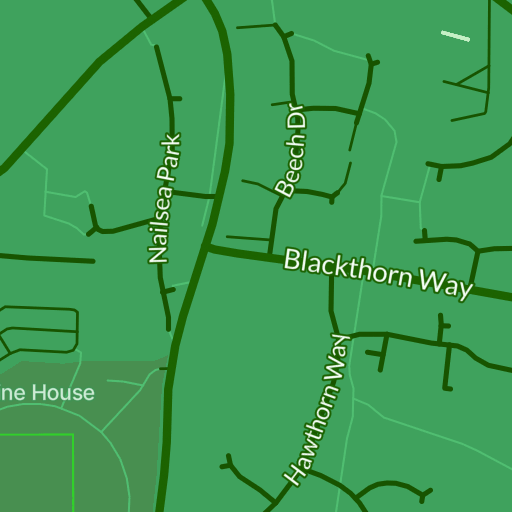 Beech Dr
Nailsea Park
Blackthorn Way
Hawthorn Way
ne House